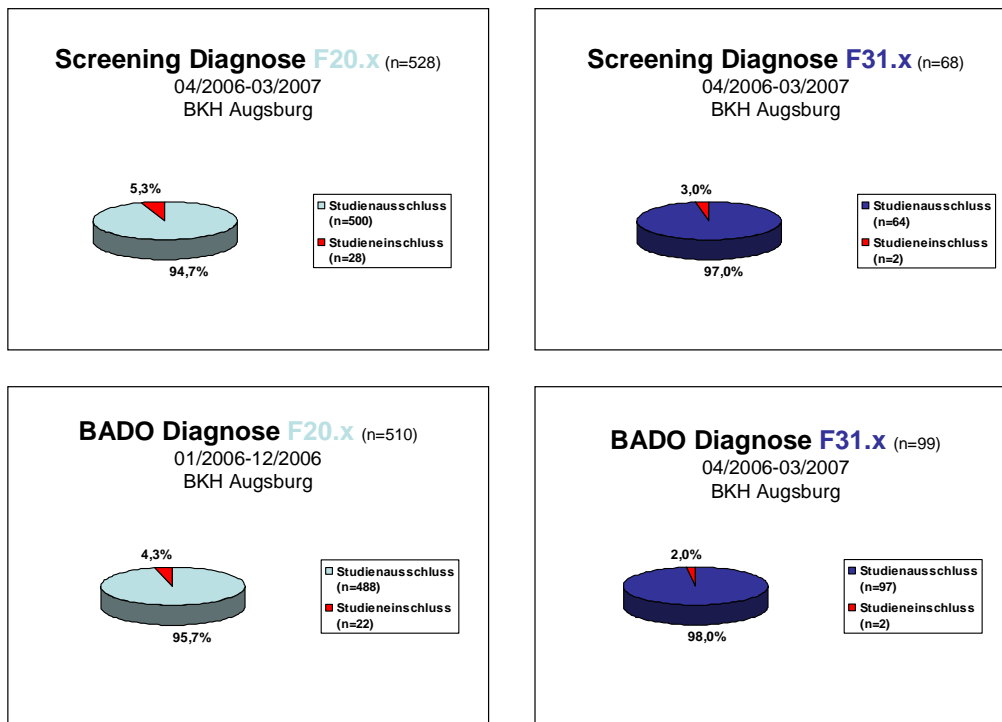 Screening Diagnose F20.x (n=528)
04/2006-03/2007
BKH Augsburg
5,3%
94,7%
Studienausschluss
(n=500)
Studieneinschluss
(n=28)
Screening Diagnose F31.x (n=68)
04/2006-03/2007
BKH Augsburg
3,0%
97,0%
Studienausschluss
(n=64)
Studieneinschluss
(n=2)
BADO Diagnose F20.x (n=510)
01/2006-12/2006
BKH Augsburg
4,3%
95,7%
Studienausschluss
(n=488)
Studieneinschluss
(n=22)
BADO Diagnose F31.x (n=99)
04/2006-03/2007
BKH Augsburg
2,0%
98,0%
Studienausschluss
(n=97)
Studieneinschluss
(n=2)